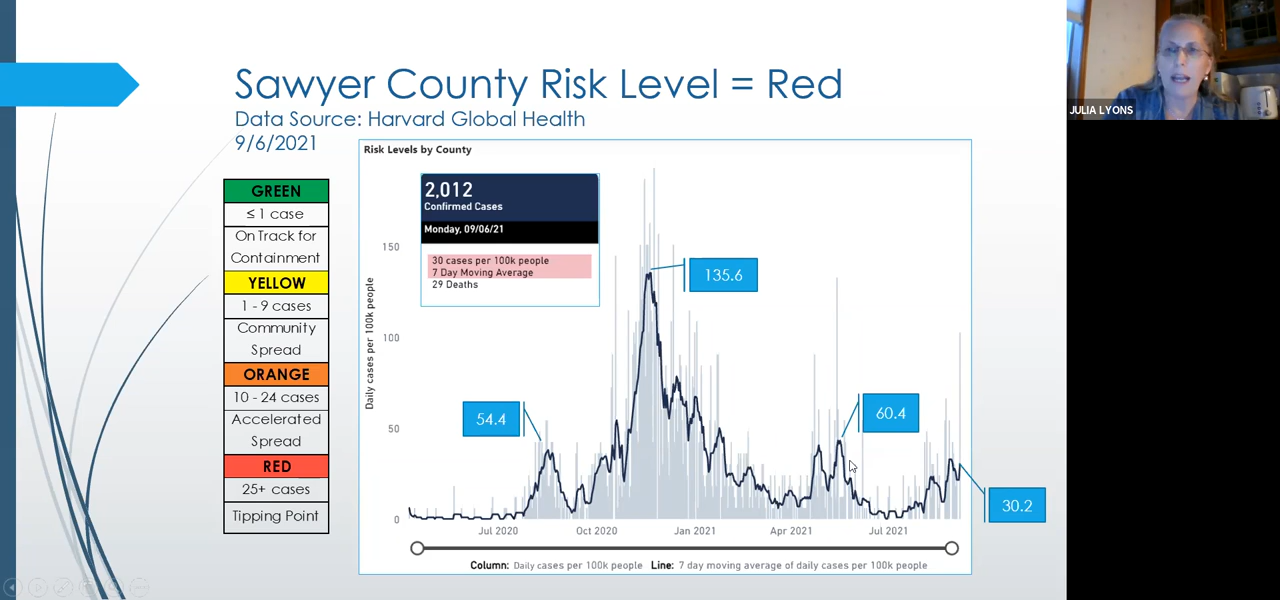 Sawyer County Risk Level = Red
Data Source: Harvard Global Health
9/6/2021
GREEN
≤ 1 case
On Track for
Containment
YELLOW
1 - 9 cases
Community
Spread
ORANGE
10 - 24 cases
Accelerated
Spread
RED
25+ cases
Tipping Point
Risk Levels by County
2,012
Confirmed Cases
Monday, 09/06/21
30 cases per 100k people
7 Day Moving Average
29 Deaths
Daily cases per 100k people
150
100
50
0
135.6
54.4
60.4
30.2
Jul 2020
Oct 2020
Jan 2021
Apr 2021
Jul 2021
Column: Daily cases per 100k people Line: 7 day moving average of daily cases per 100k people
JULIA LYONS